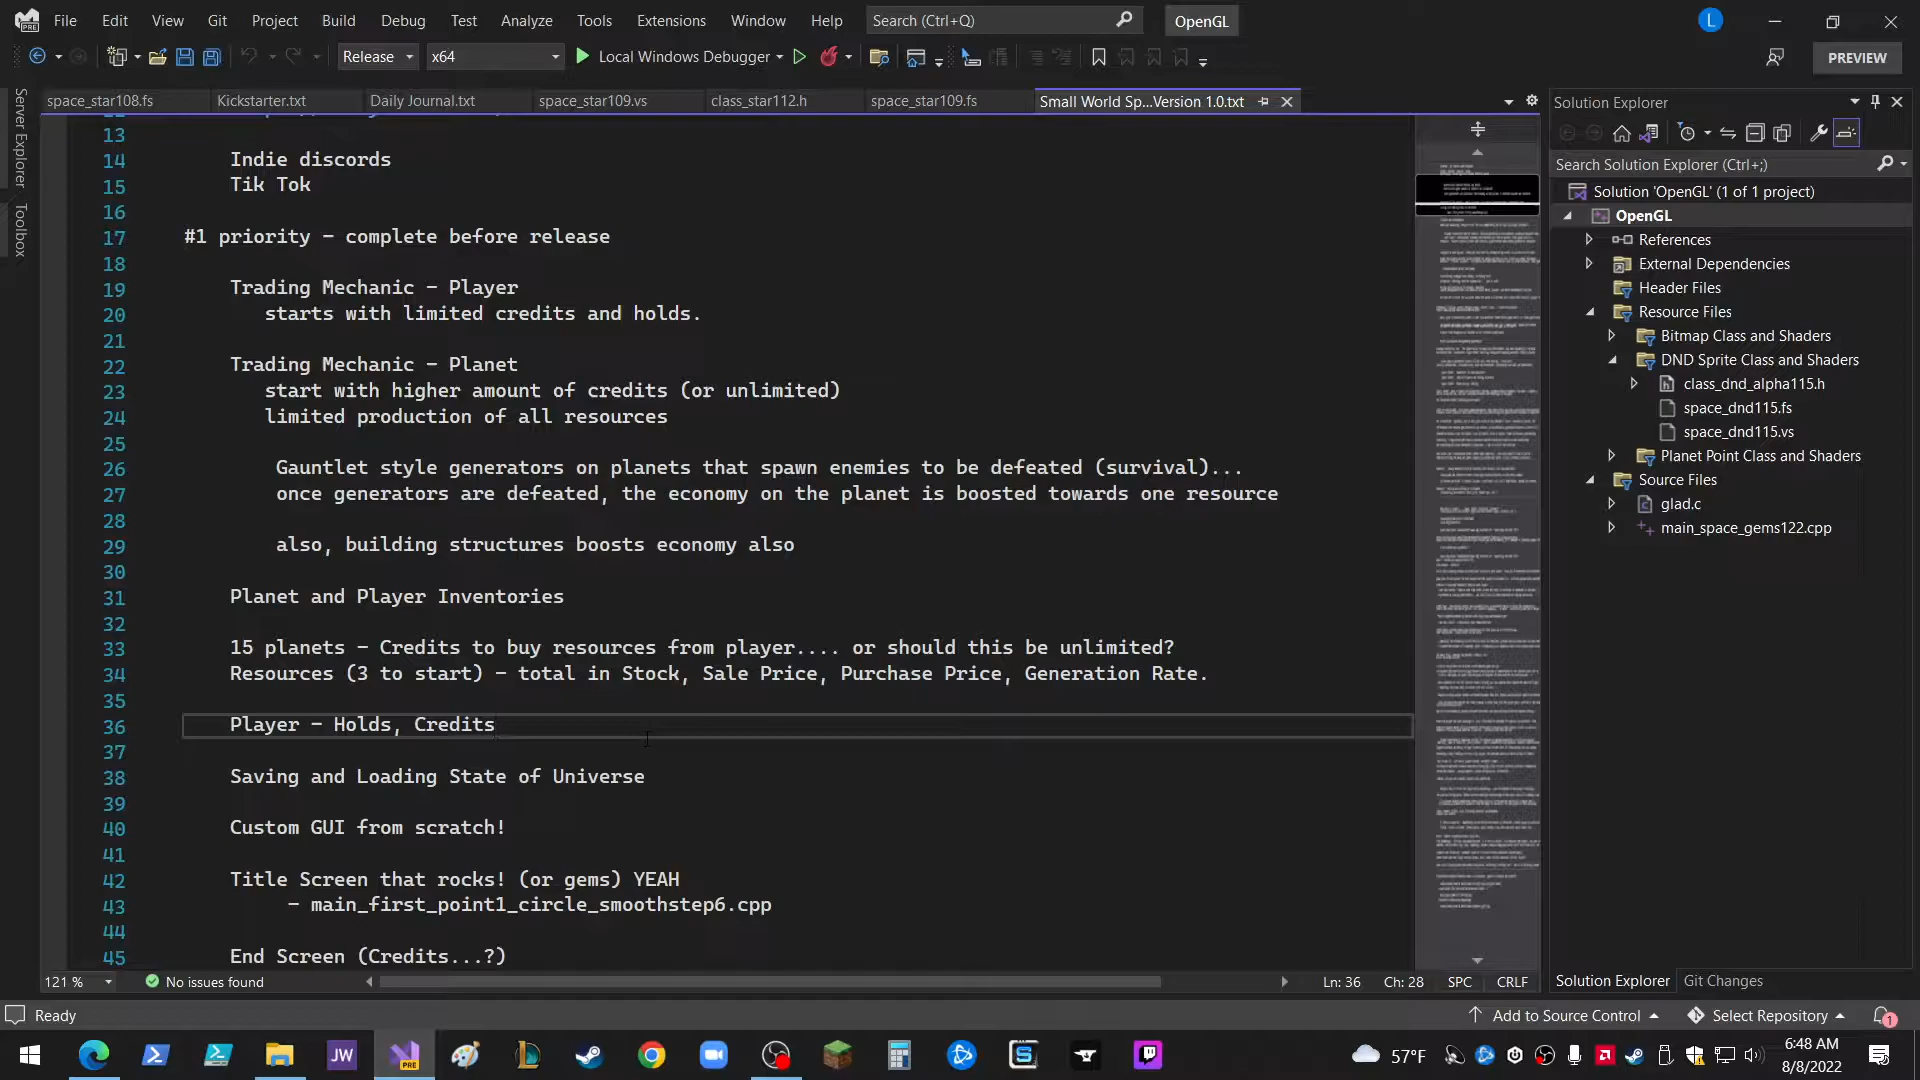 File Edit View Git Project Build Debug Test Analyze Tools Extensions Window Help Search (Ctrl+Q) OpenGL L
Release x64 Local Windows Debugger PREVIEW
space_star108.fs Kickstarter.txt Daily Journal.txt space_star109.vs class_star112.h space_star109.fs Small World Sp...Version 1.0.txt
Server Explorer
Toolbox
13
14 Indie discords
15 Tik Tok
16
17 #1 priority - complete before release
18
19 Trading Mechanic - Player
20 starts with limited credits and holds.
21
22 Trading Mechanic - Planet
23 start with higher amount of credits (or unlimited)
24 limited production of all resources
25
26 Gauntlet style generators on planets that spawn enemies to be defeated (survival)...
27 once generators are defeated, the economy on the planet is boosted towards one resource
28
29 also, building structures boosts economy also
30
31 Planet and Player Inventories
32
33 15 planets - Credits to buy resources from player.... or should this be unlimited?
34 Resources (3 to start) - total in Stock, Sale Price, Purchase Price, Generation Rate.
35
36 Player - Holds, Credits
37
38 Saving and Loading State of Universe
39
40 Custom GUI from scratch!
41
42 Title Screen that rocks! (or gems) YEAH
43 - main_first_point1_circle_smoothstep6.cpp
44
45 End Screen (Credits...?)
121 % No issues found Ln: 36 Ch: 28 SPC CRLF
Solution Explorer
Search Solution Explorer (Ctrl+;)
Solution 'OpenGL' (1 of 1 project)
OpenGL
References
External Dependencies
Header Files
Resource Files
Bitmap Class and Shaders
DND Sprite Class and Shaders
class_dnd_alpha115.h
space_dnd115.fs
space_dnd115.vs
Planet Point Class and Shaders
Source Files
glad.c
main_space_gems122.cpp
Solution Explorer Git Changes
Ready Add to Source Control Select Repository 1
JW PRE 57°F 6:48 AM
8/8/2022